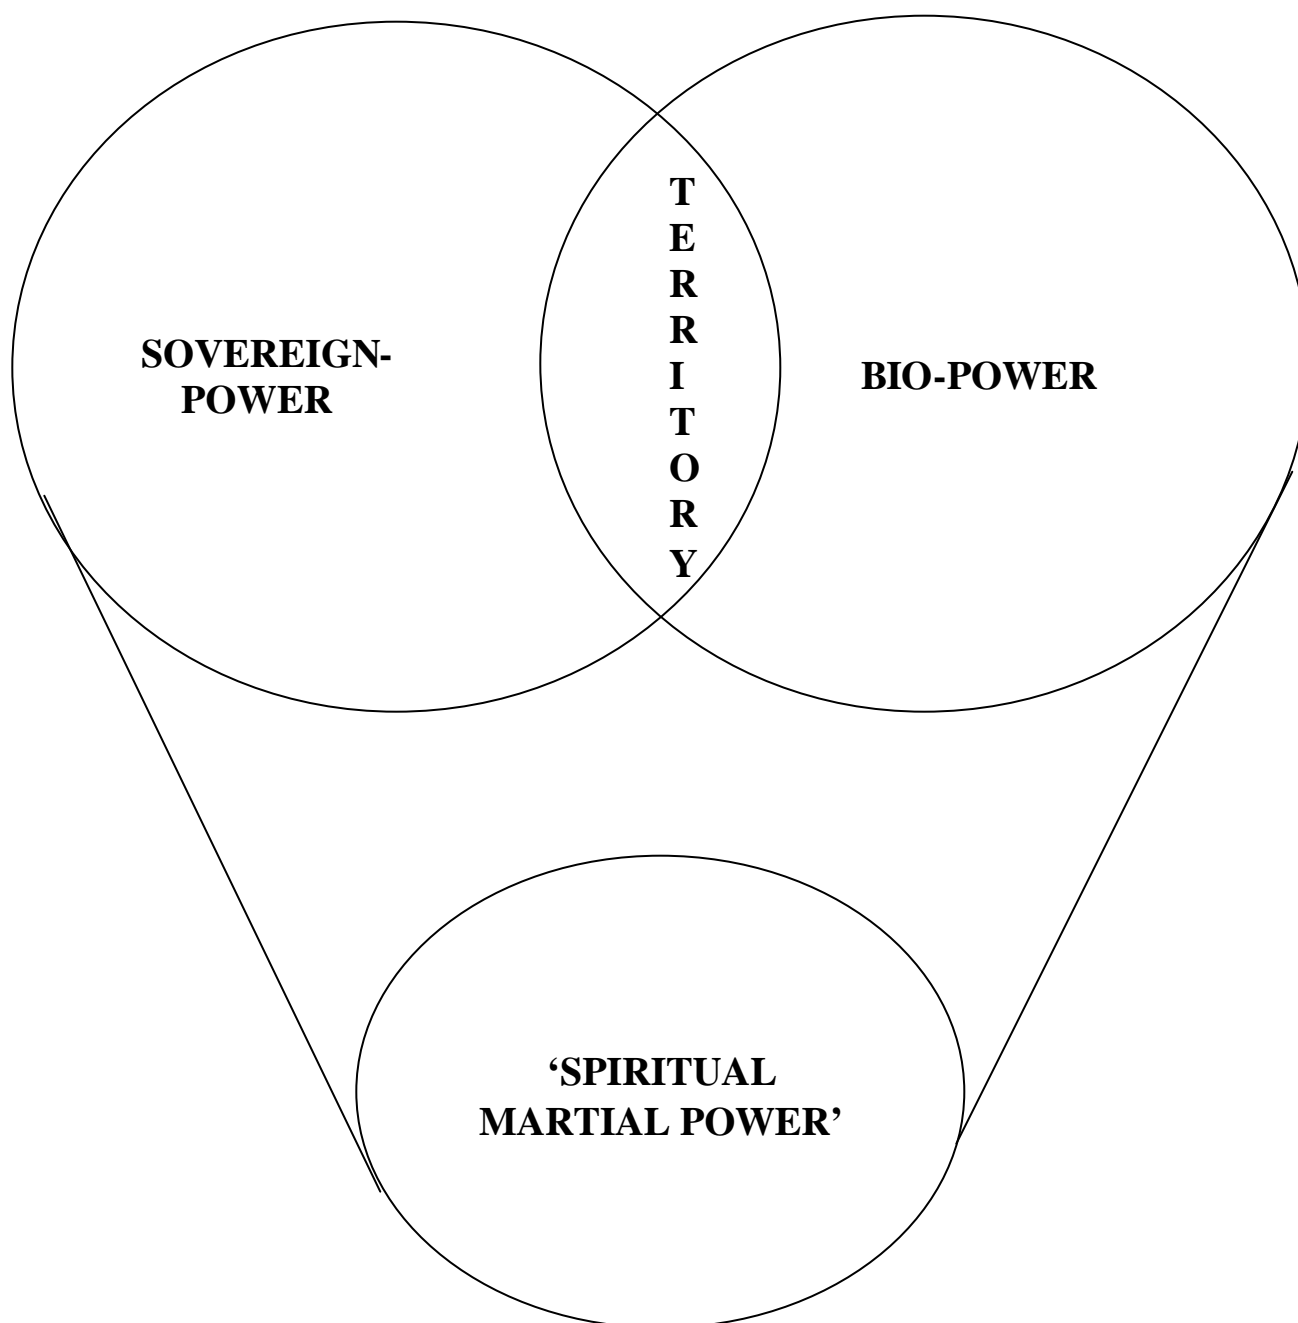 SOVEREIGN-
POWER
T
E
R
R
I
T
O
R
Y
BIO-POWER
‘SPIRITUAL
MARTIAL POWER’